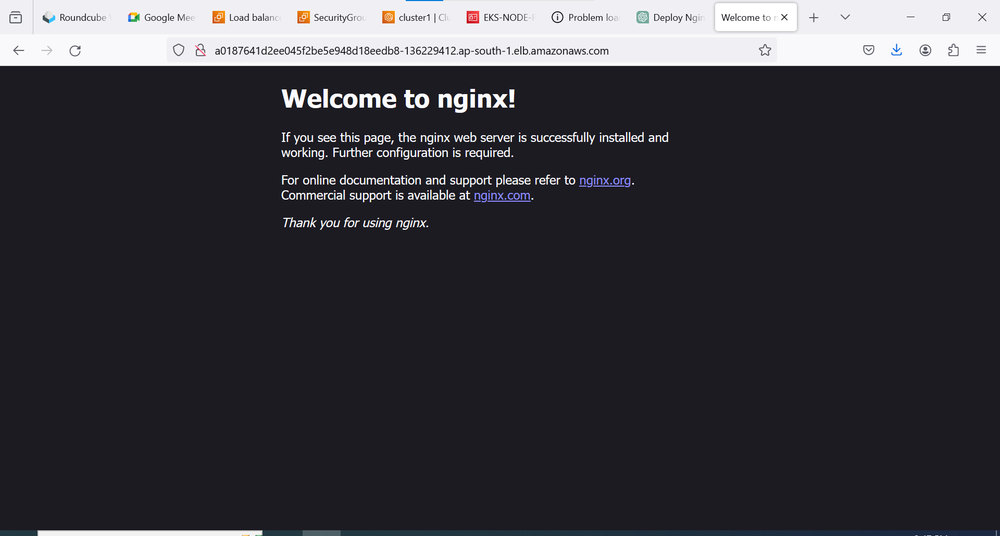 Roundcube
Google Mee
Load balanc
SecurityGrou
cluster1 | Clu
EKS-NODE-R
Problem loa
Deploy Ngin
Welcome to n
a0187641d2ee045f2be5e948d18eedb8-136229412.ap-south-1.elb.amazonaws.com
Welcome to nginx!
If you see this page, the nginx web server is successfully installed and
working. Further configuration is required.
For online documentation and support please refer to nginx.org.
Commercial support is available at nginx.com.
Thank you for using nginx.